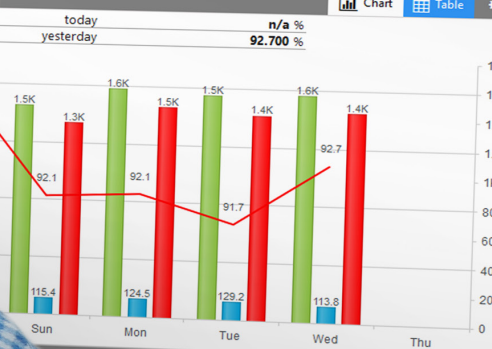 Chart Table
today n/a %
yesterday 92.700 %
1.5K 1.3K 1.6K 1.5K 1.5K 1.4K 1.6K 1.4K
92.1 92.1 91.7 92.7
115.4 124.5 129.2 113.8
Sun Mon Tue Wed Thu
0